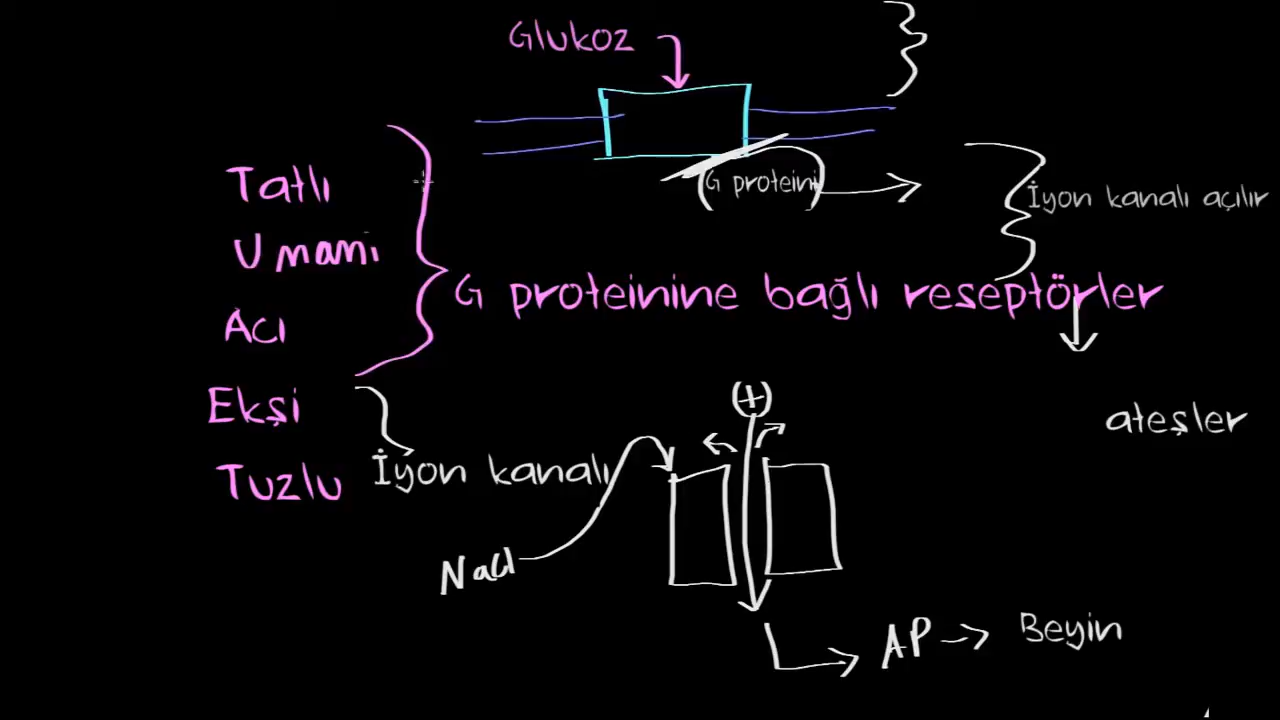 Glukoz
G proteini
İyon kanalı açılır
Tatlı
Umami
Acı
G proteinine bağlı reseptörler
Ekşi
Tuzlu
İyon kanalı
(+)
ateşler
NaCl
AP
Beyin